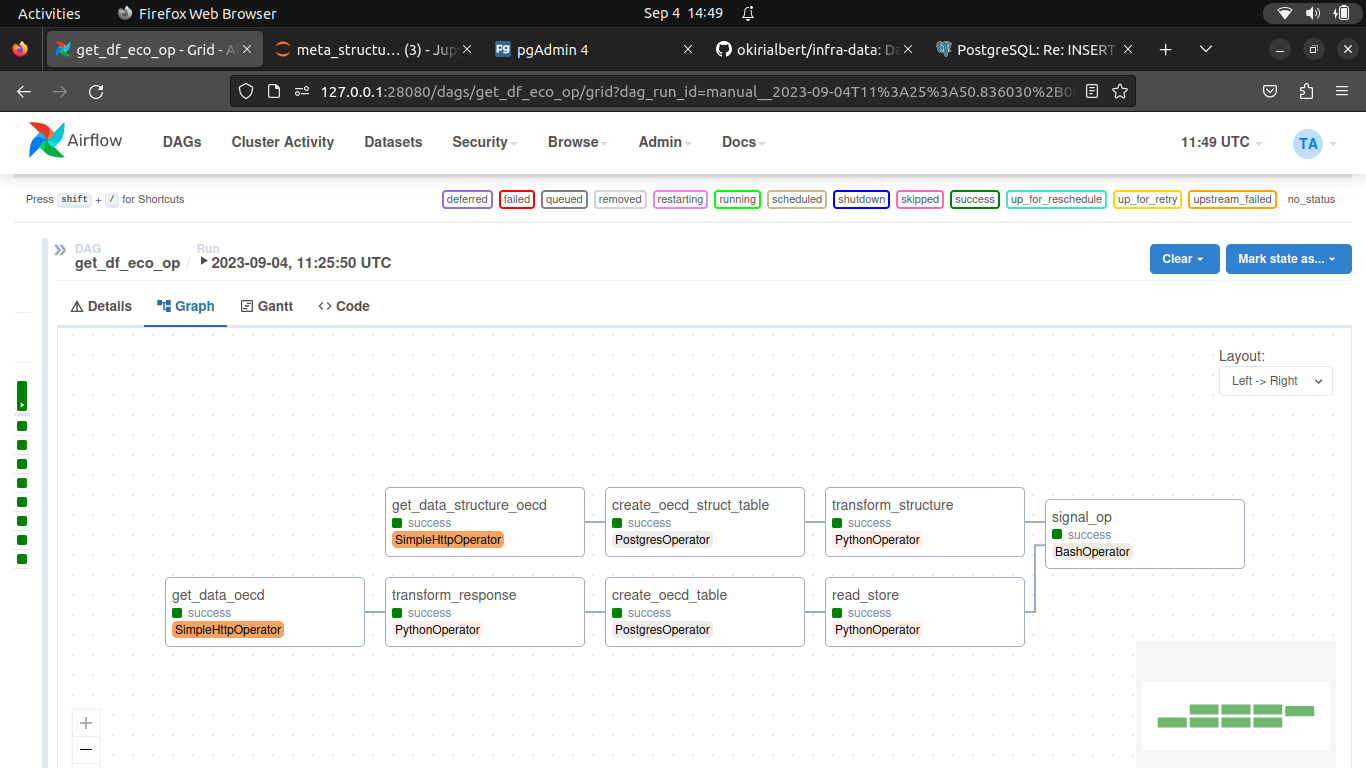 Activities Firefox Web Browser Sep 4 14:49
get_df_eco_op - Grid - A
meta_structu… (3) - Jup
pgAdmin 4
okirialbert/infra-data: Da
PostgreSQL: Re: INSERT
127.0.0.1:28080/dags/get_df_eco_op/grid?dag_run_id=manual__2023-09-04T11%3A25%3A50.836030%2B0
Airflow DAGs Cluster Activity Datasets Security Browse Admin Docs 11:49 UTC TA
Press shift + / for Shortcuts
deferred failed queued removed restarting running scheduled shutdown skipped success up_for_reschedule up_for_retry upstream_failed no_status
DAG Run
get_df_eco_op / 2023-09-04, 11:25:50 UTC
Clear Mark state as...
Details Graph Gantt Code
Layout:
Left -> Right
get_data_structure_oecd
success
SimpleHttpOperator
create_oecd_struct_table
success
PostgresOperator
transform_structure
success
PythonOperator
signal_op
success
BashOperator
get_data_oecd
success
SimpleHttpOperator
transform_response
success
PythonOperator
create_oecd_table
success
PostgresOperator
read_store
success
PythonOperator